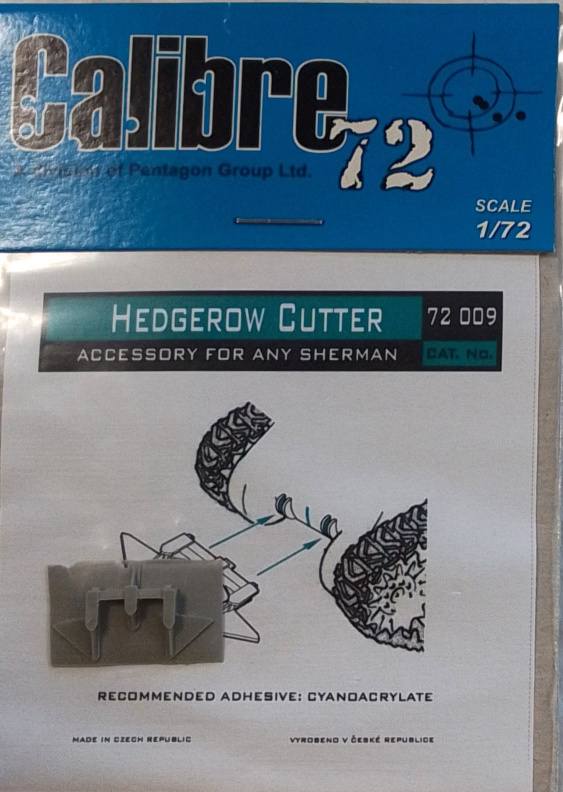 Calibre
72
A division of Pentagon Group Ltd.
SCALE
1/72
HEDGEROW CUTTER
72 009
ACCESSORY FOR ANY SHERMAN
CAT. No.
RECOMMENDED ADHESIVE: CYANOACRYLATE
MADE IN CZECH REPUBLIC
VYROBENO V ČESKÉ REPUBLICE